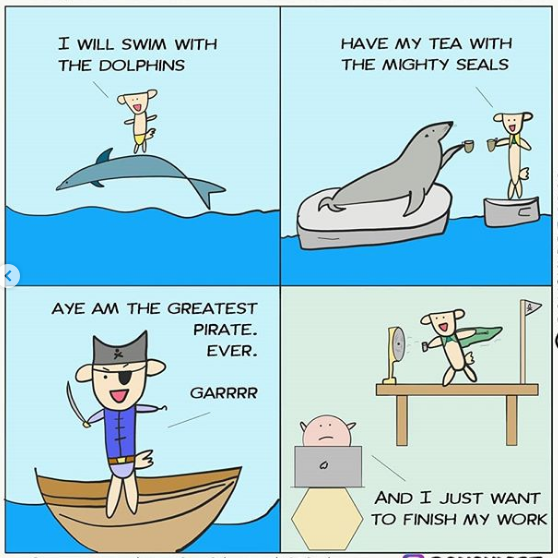 I WILL SWIM WITH
THE DOLPHINS
HAVE MY TEA WITH
THE MIGHTY SEALS
AYE AM THE GREATEST
PIRATE.
EVER.
GARRRR
AND I JUST WANT
TO FINISH MY WORK